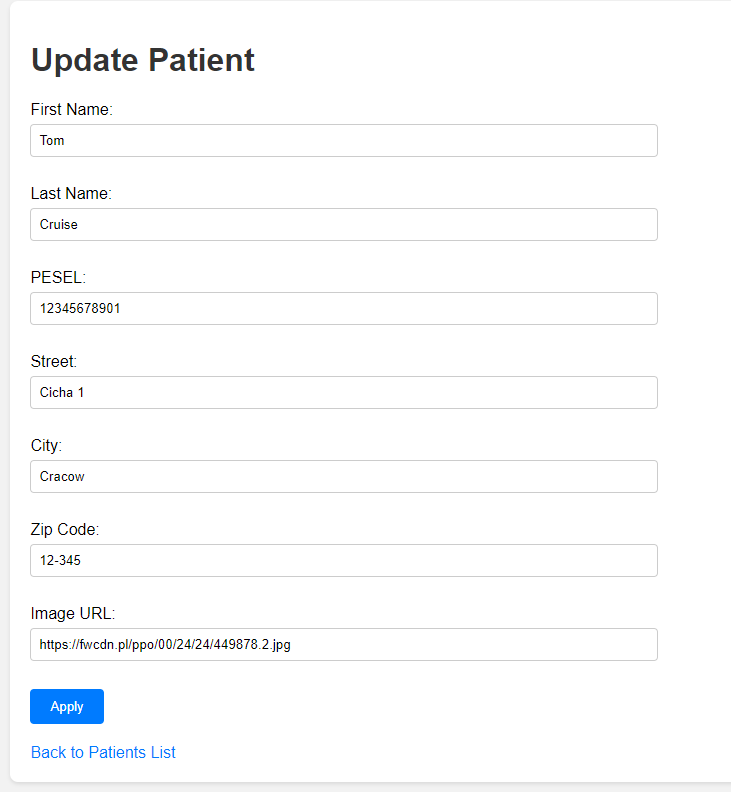 Update Patient
First Name:
Tom
Last Name:
Cruise
PESEL:
12345678901
Street:
Cicha 1
City:
Cracow
Zip Code:
12-345
Image URL:
https://fwcdn.pl/ppo/00/24/24/449878.2.jpg
Apply
Back to Patients List